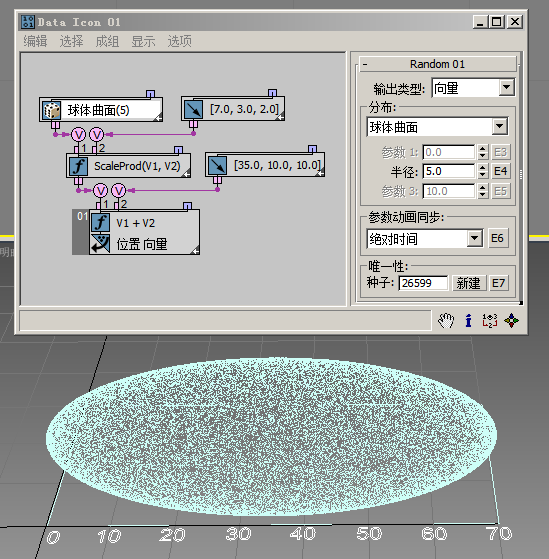 Data Icon 01
编辑 选择 成组 显示 选项
球体曲面(5)
[7.0, 3.0, 2.0]
V V
1 2
ScaleProd(V1, V2)
[35.0, 10.0, 10.0]
V V
1 2
01
V1 + V2
位置 向量
- Random 01
输出类型: 向量
分布:
球体曲面
参数 1: 0.0 E3
半径: 5.0 E4
参数 3: 10.0 E5
参数动画同步:
绝对时间 E6
唯一性:
种子: 26599 新建 E7
0 10 20 30 40 50 60 70